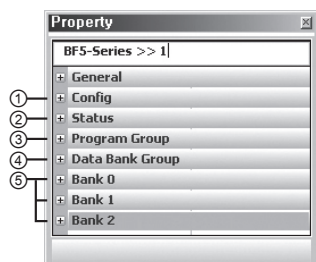 Property
BF5-Series >> 1
General
① Config
② Status
③ Program Group
④ Data Bank Group
⑤ Bank 0
Bank 1
Bank 2